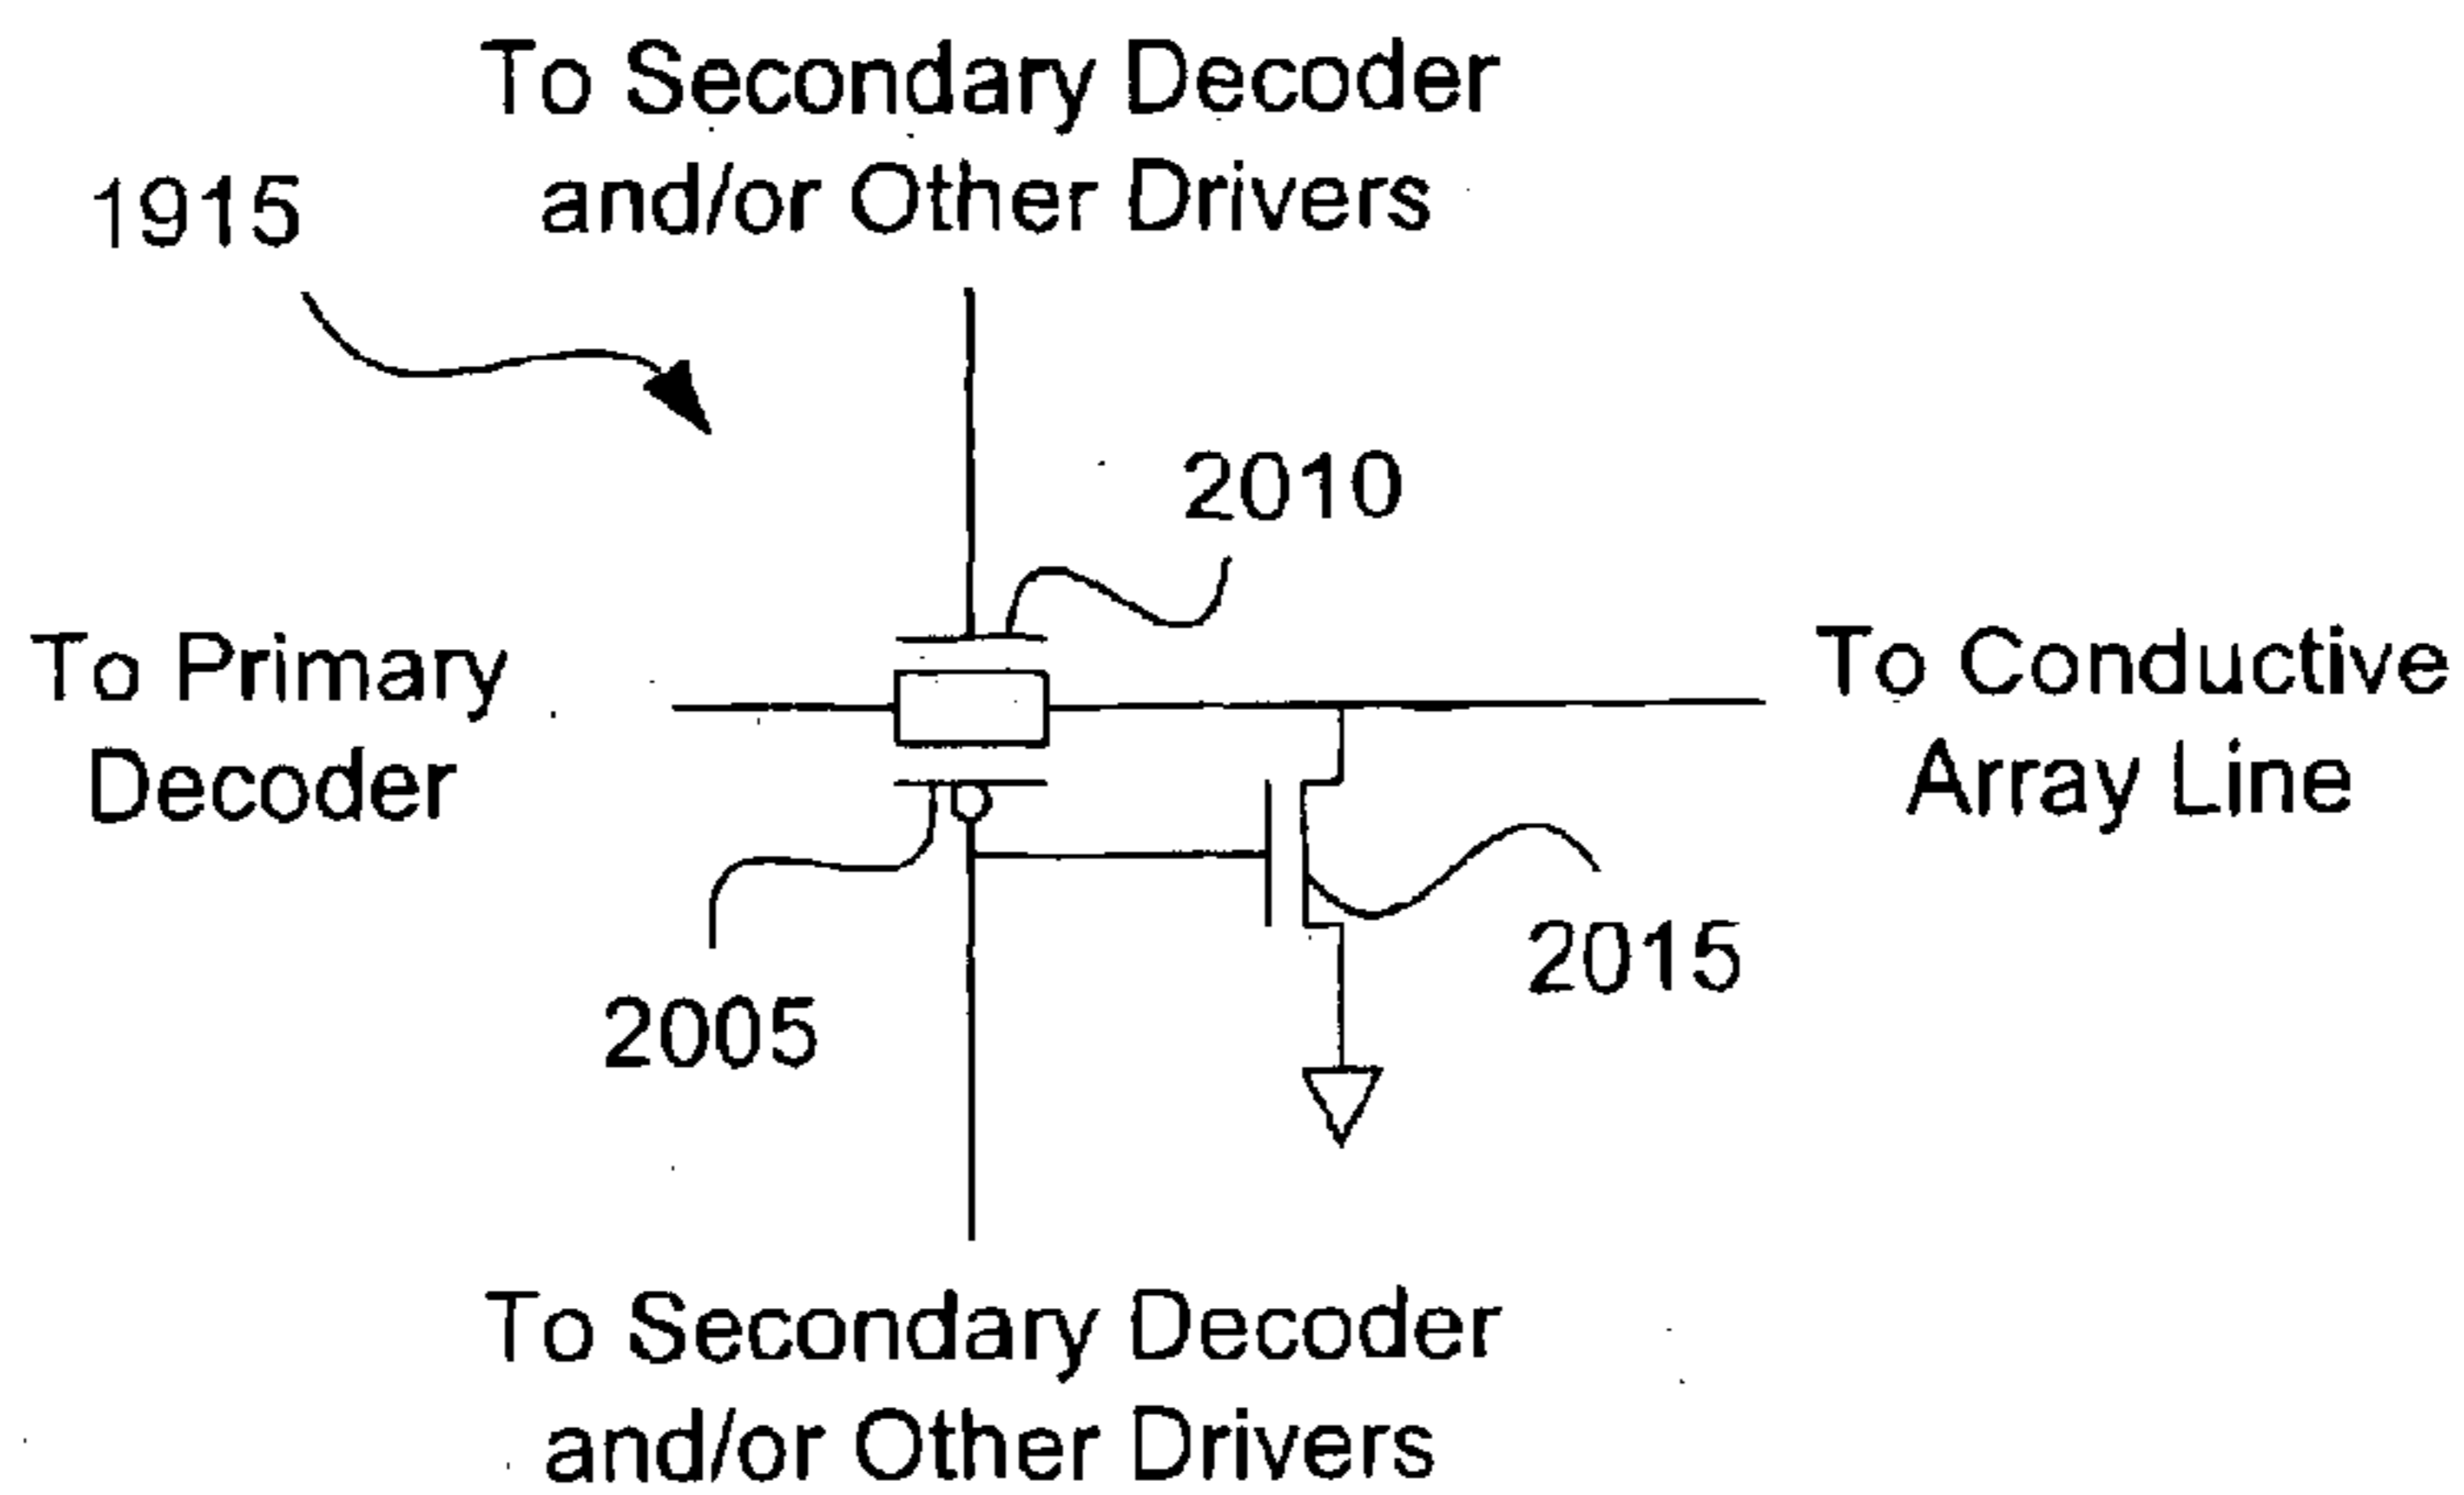 To Secondary Decoder
and/or Other Drivers
1915
2010
To Primary
Decoder
To Conductive
Array Line
2005
2015
To Secondary Decoder
and/or Other Drivers